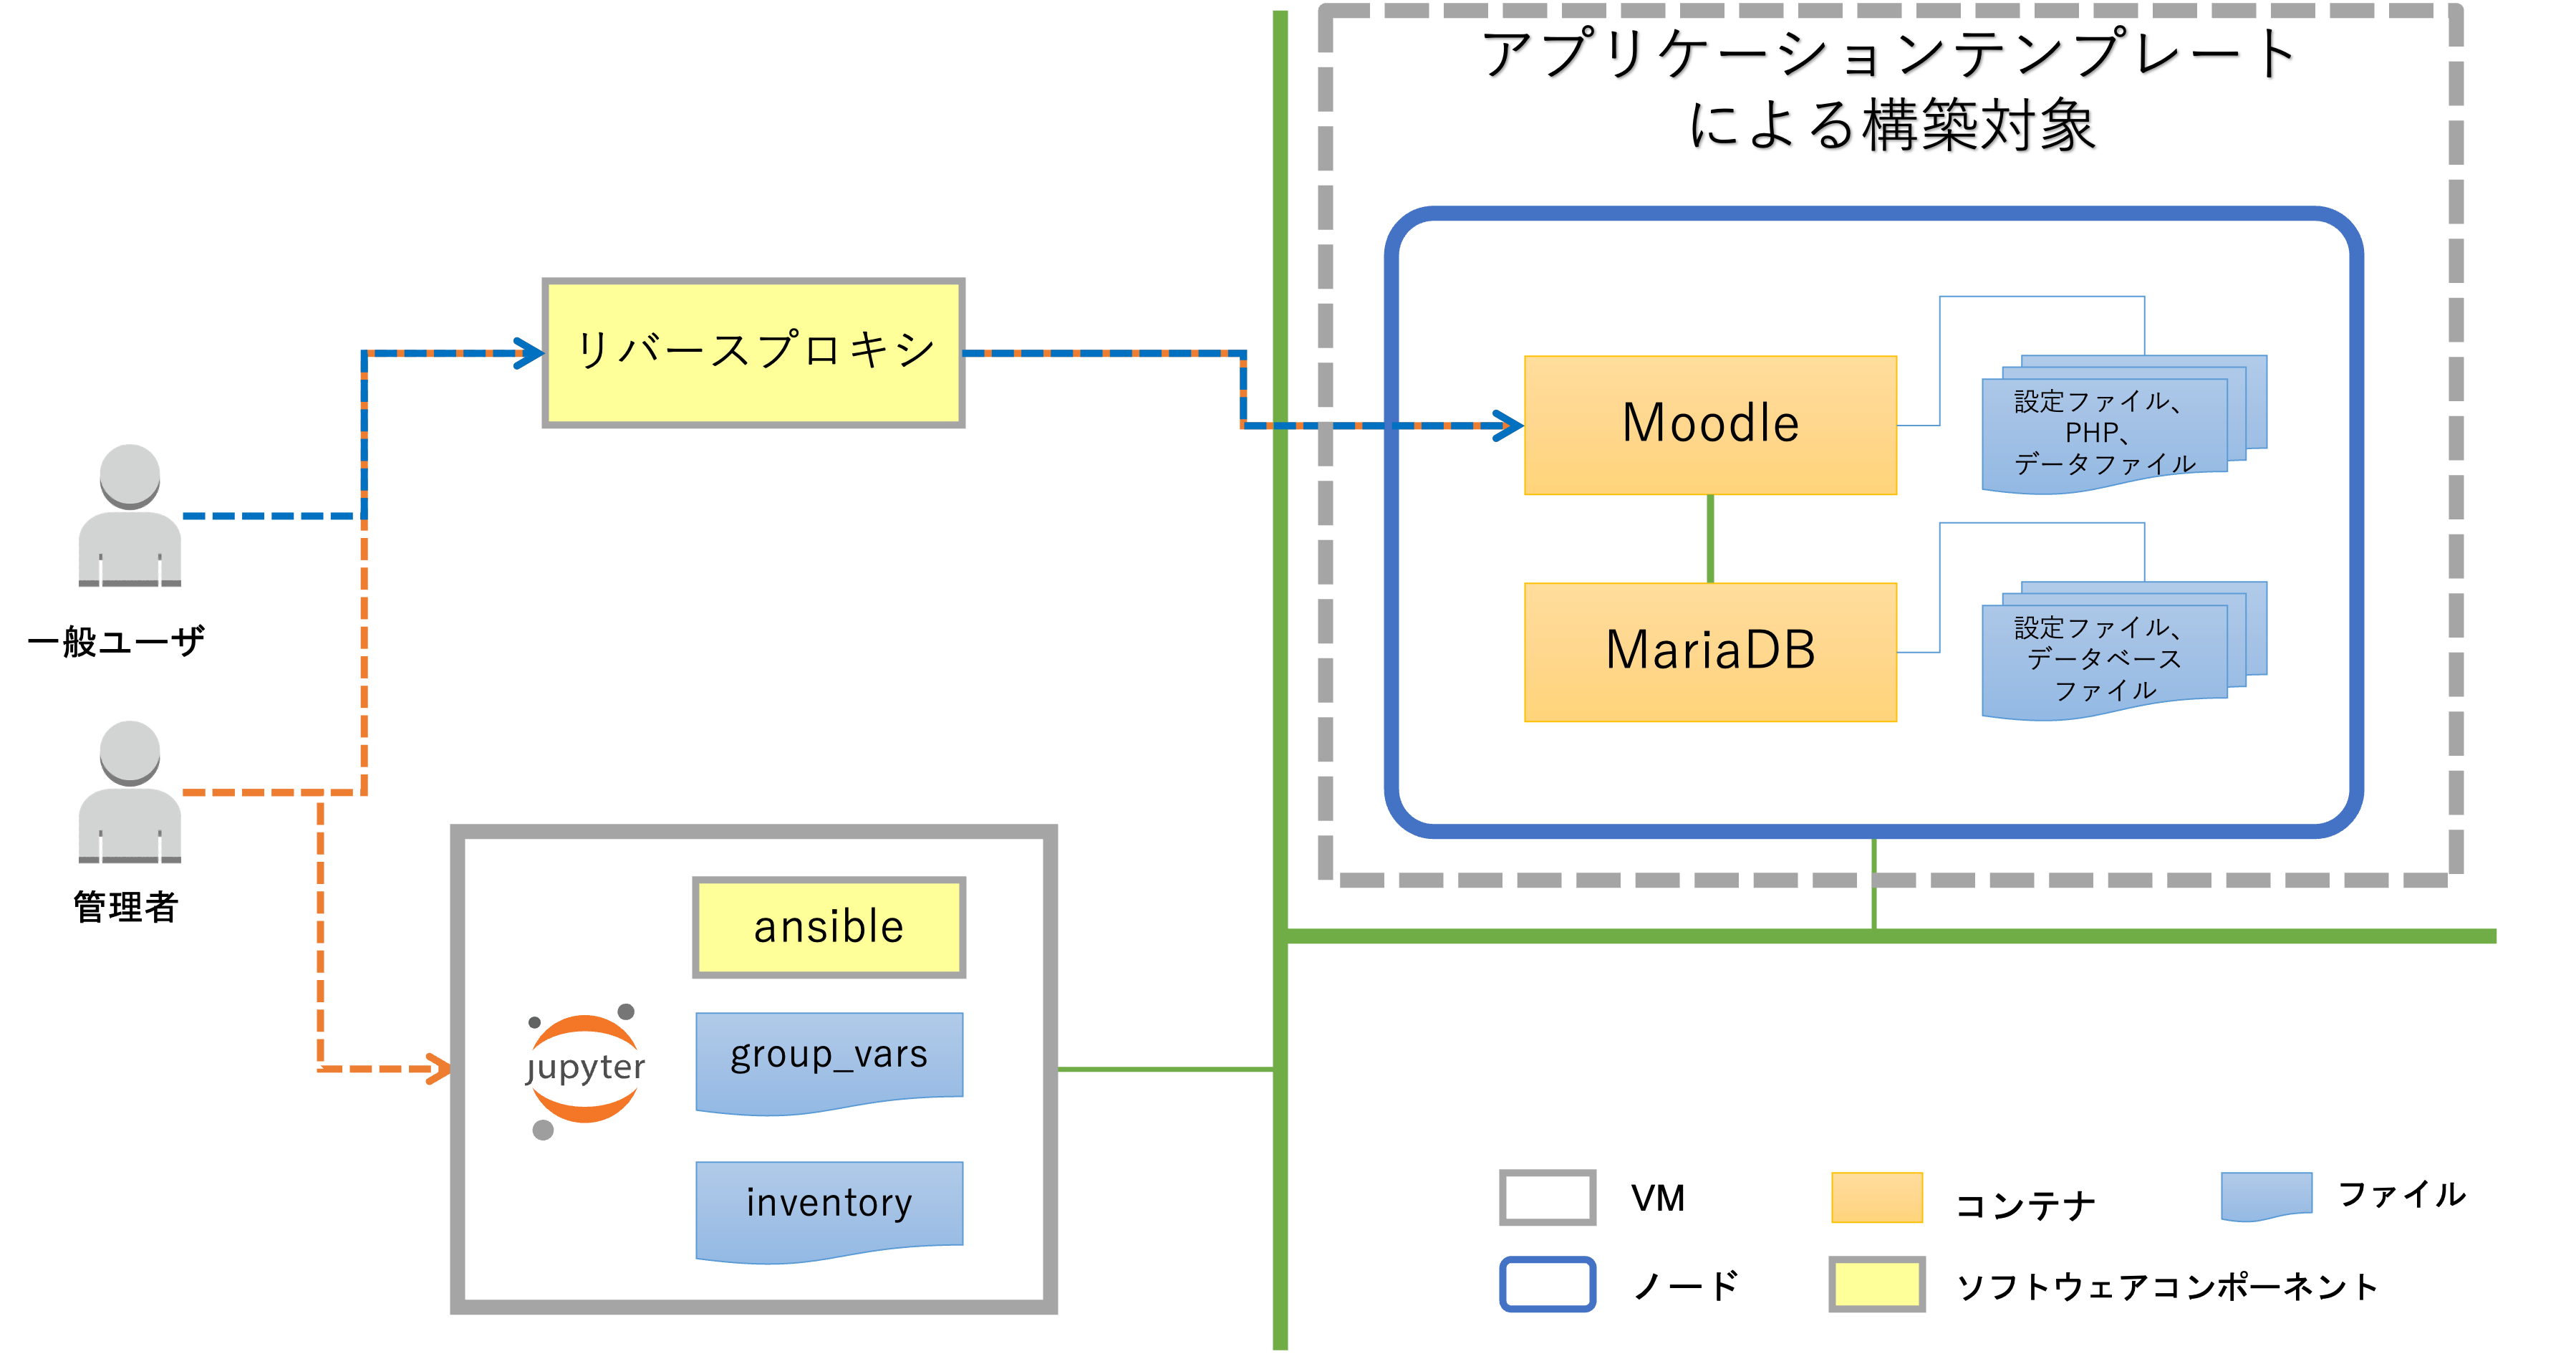 アプリケーションテンプレート
による構築対象
リバースプロキシ
Moodle
設定ファイル、
PHP、
データファイル
一般ユーザ
MariaDB
設定ファイル、
データベース
ファイル
管理者
ansible
jupyter
group_vars
inventory
VM
コンテナ
ファイル
ノード
ソフトウェアコンポーネント